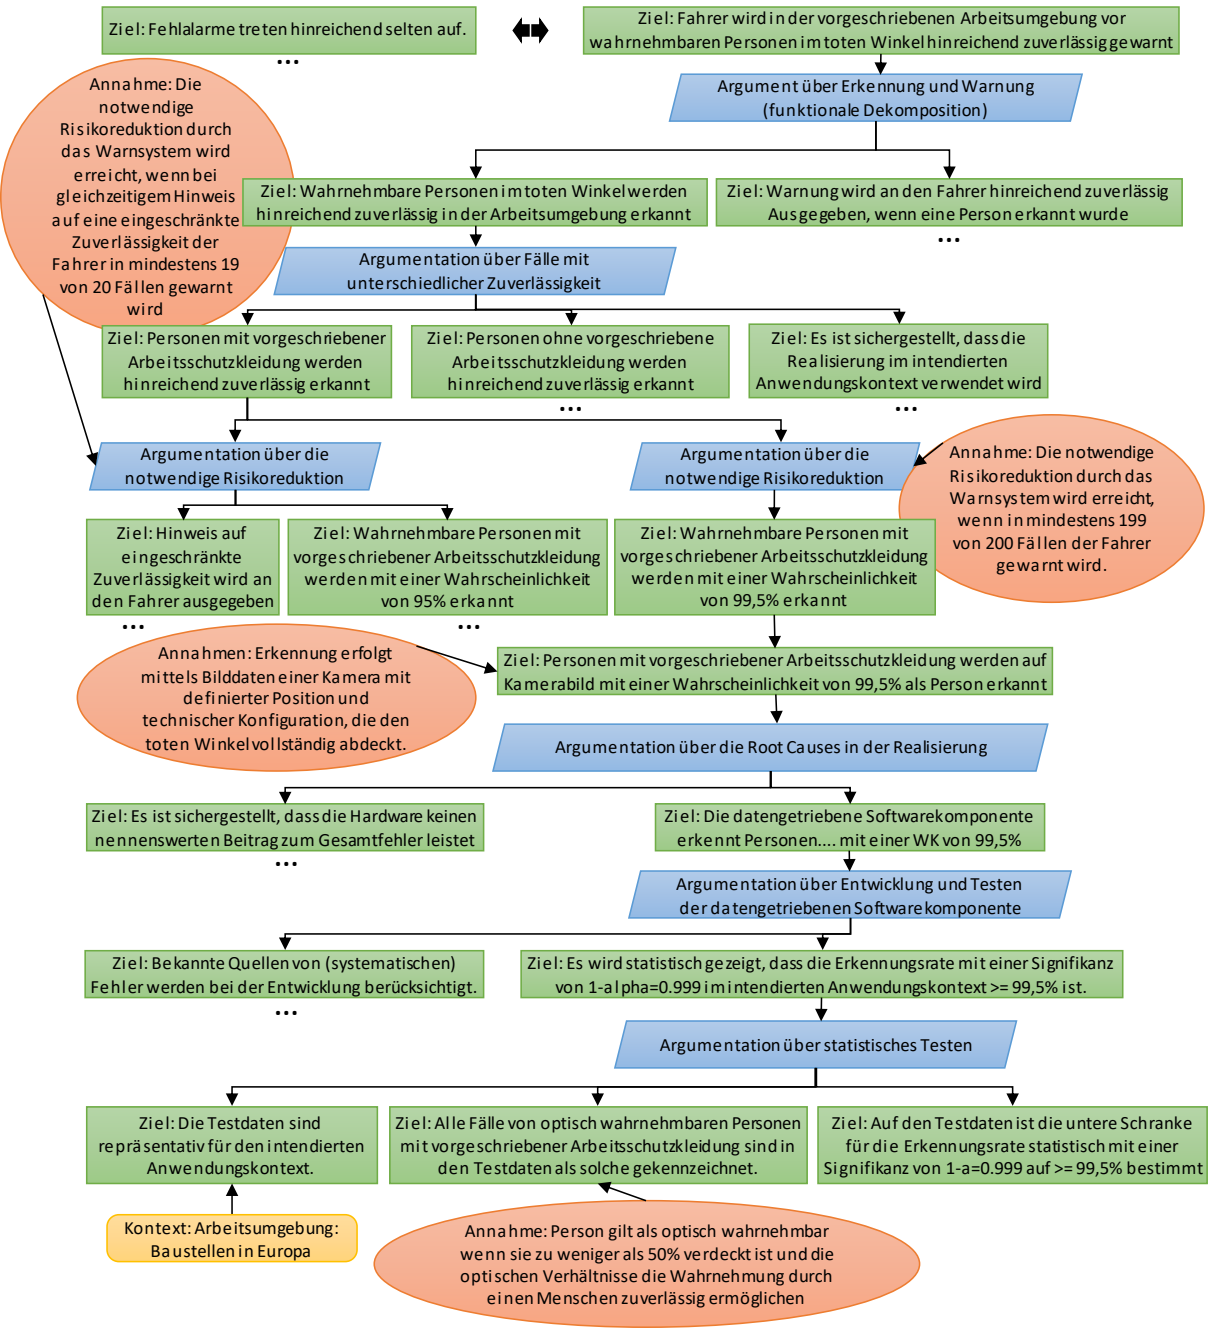 Ziel: Fehlalarme treten hinreichend selten auf.
...
Ziel: Fahrer wird in der vorgeschriebenen Arbeitsumgebung vor
wahrnehmbaren Personen im toten Winkel hinreichend zuverlässig gewarnt
Argument über Erkennung und Warnung
(funktionale Dekomposition)
Annahme: Die
notwendige
Risikoreduktion durch
das Warnsystem wird
erreicht, wenn bei
gleichzeitigem Hinweis
auf eine eingeschränkte
Zuverlässigkeit der
Fahrer in mindestens 19
von 20 Fällen gewarnt
wird
Ziel: Wahrnehmbare Personen im toten Winkel werden
hinreichend zuverlässig in der Arbeitsumgebung erkannt
Ziel: Warnung wird an den Fahrer hinreichend zuverlässig
Ausgegeben, wenn eine Person erkannt wurde
...
Argumentation über Fälle mit
unterschiedlicher Zuverlässigkeit
Ziel: Personen mit vorgeschriebener
Arbeitsschutzkleidung werden
hinreichend zuverlässig erkannt
Ziel: Personen ohne vorgeschriebene
Arbeitsschutzkleidung werden
hinreichend zuverlässig erkannt
...
Ziel: Es ist sichergestellt, dass die
Realisierung im intendierten
Anwendungskontext verwendet wird
...
Argumentation über die
notwendige Risikoreduktion
Argumentation über die
notwendige Risikoreduktion
Annahme: Die notwendige
Risikoreduktion durch das
Warnsystem wird erreicht,
wenn in mindestens 199
von 200 Fällen der Fahrer
gewarnt wird.
Ziel: Hinweis auf
eingeschränkte
Zuverlässigkeit wird an
den Fahrer ausgegeben
...
Ziel: Wahrnehmbare Personen mit
vorgeschriebener Arbeitsschutzkleidung
werden mit einer Wahrscheinlichkeit
von 95% erkannt
...
Ziel: Wahrnehmbare Personen mit
vorgeschriebener Arbeitsschutzkleidung
werden mit einer Wahrscheinlichkeit
von 99,5% erkannt
Annahmen: Erkennung erfolgt
mittels Bilddaten einer Kamera mit
definierter Position und
technischer Konfiguration, die den
toten Winkel vollständig abdeckt.
Ziel: Personen mit vorgeschriebener Arbeitsschutzkleidung werden auf
Kamerabild mit einer Wahrscheinlichkeit von 99,5% als Person erkannt
Argumentation über die Root Causes in der Realisierung
Ziel: Es ist sichergestellt, dass die Hardware keinen
nennenswerten Beitrag zum Gesamtfehler leistet
...
Ziel: Die datengetriebene Softwarekomponente
erkennt Personen.... mit einer WK von 99,5%
Argumentation über Entwicklung und Testen
der datengetriebenen Softwarekomponente
Ziel: Bekannte Quellen von (systematischen)
Fehler werden bei der Entwicklung berücksichtigt.
...
Ziel: Es wird statistisch gezeigt, dass die Erkennungsrate mit einer Signifikanz
von 1-alpha=0.999 im intendierten Anwendungskontext >= 99,5% ist.
Argumentation über statistisches Testen
Ziel: Die Testdaten sind
repräsentativ für den intendierten
Anwendungskontext.
Ziel: Alle Fälle von optisch wahrnehmbaren Personen
mit vorgeschriebener Arbeitsschutzkleidung sind in
den Testdaten als solche gekennzeichnet.
Ziel: Auf den Testdaten ist die untere Schranke
für die Erkennungsrate statistisch mit einer
Signifikanz von 1-a=0.999 auf >= 99,5% bestimmt
Kontext: Arbeitsumgebung:
Baustellen in Europa
Annahme: Person gilt als optisch wahrnehmbar
wenn sie zu weniger als 50% verdeckt ist und die
optischen Verhältnisse die Wahrnehmung durch
einen Menschen zuverlässig ermöglichen